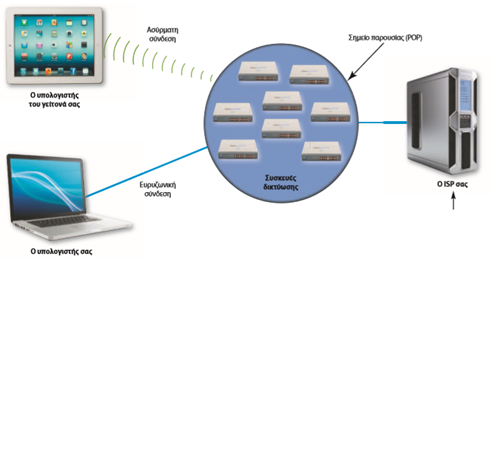 Ασύρματη
σύνδεση
Σημείο παρουσίας (POP)
Ο υπολογιστής
του γείτονά σας
Συσκευές
δικτύωσης
Ευρυζωνική
σύνδεση
Ο ISP σας
Ο υπολογιστής σας